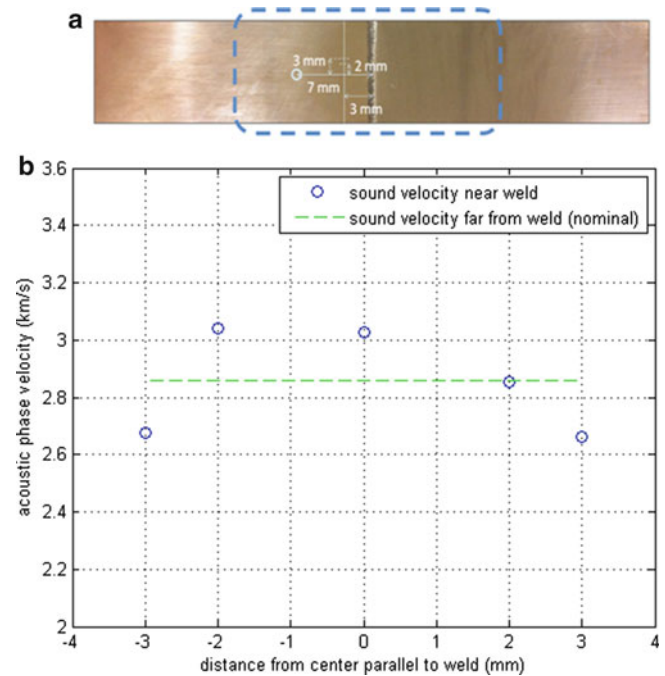 a
3 mm
2 mm
7 mm
3 mm
b
3.6
3.4
3.2
3
2.8
2.6
2.4
2.2
2
sound velocity near weld
sound velocity far from weld (nominal)
acoustic phase velocity (km/s)
-4 -3 -2 -1 0 1 2 3 4
distance from center parallel to weld (mm)